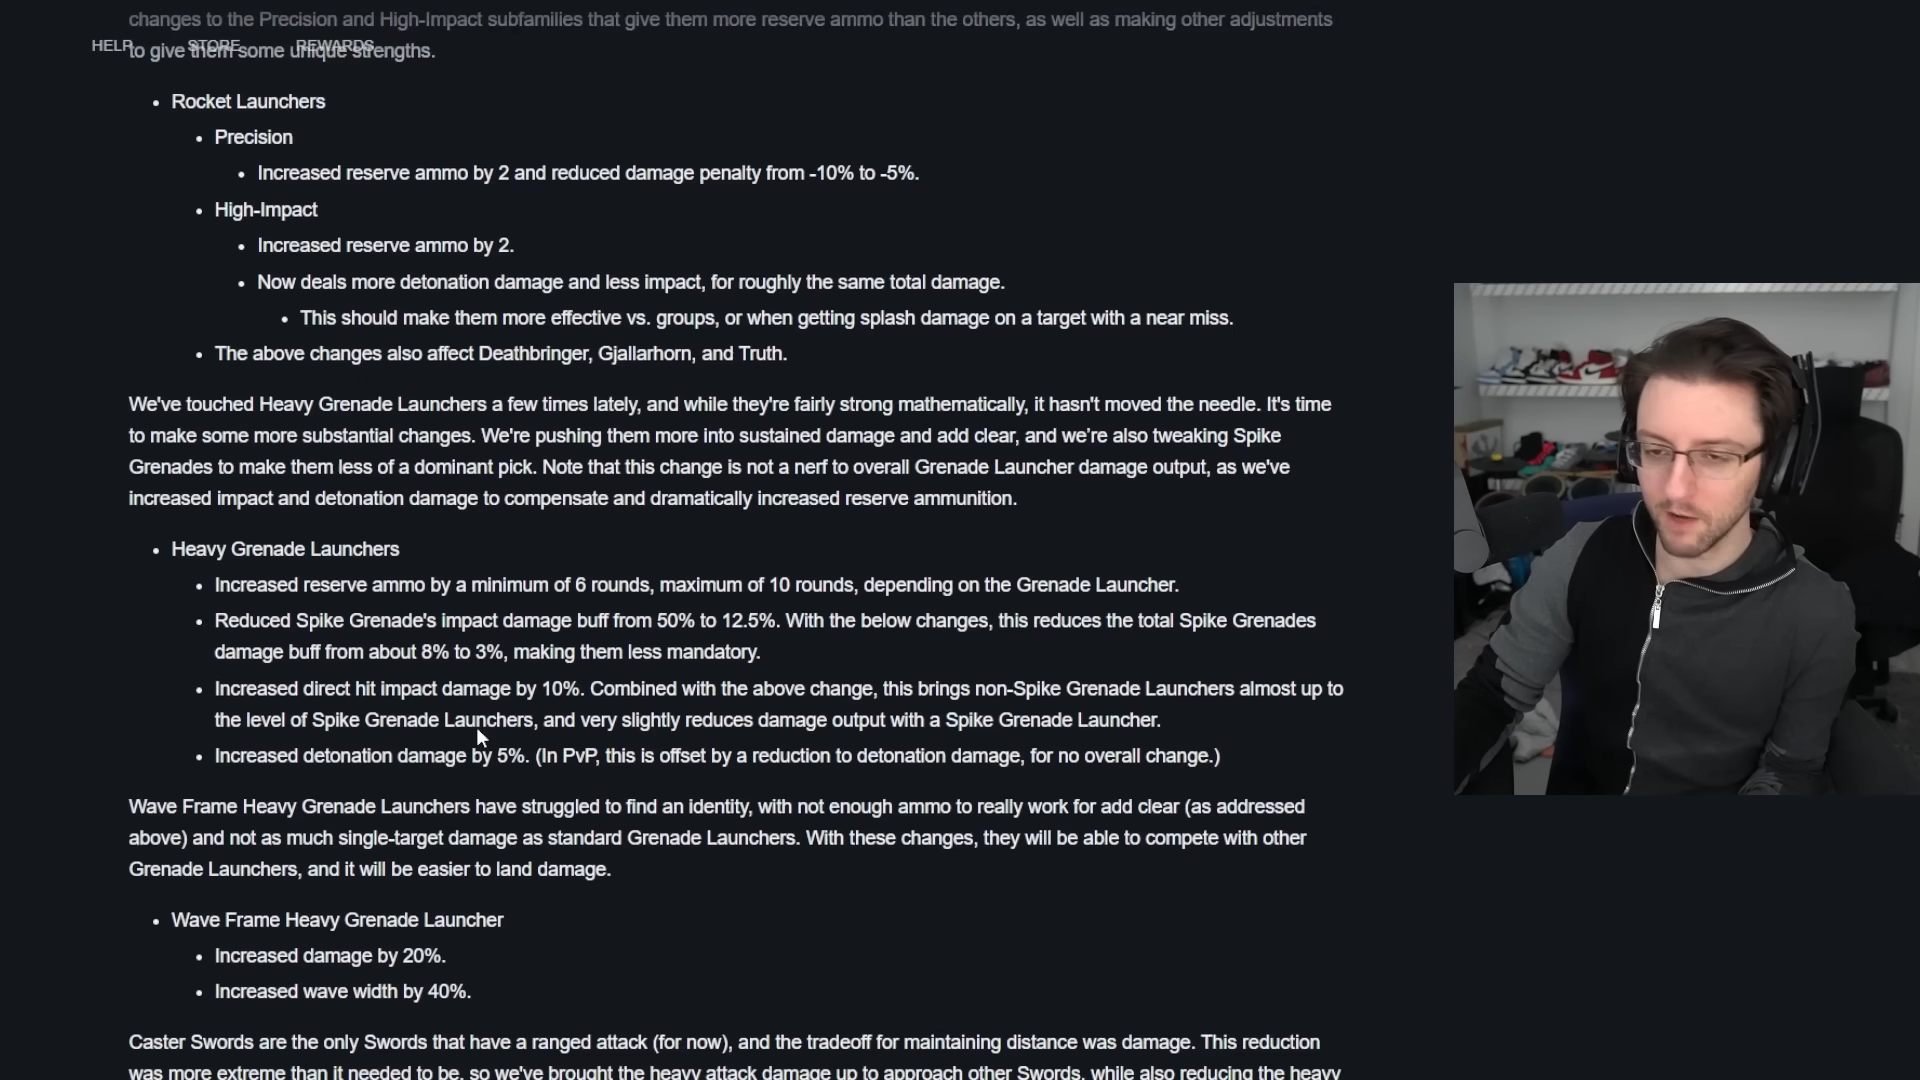 changes to the Precision and High-Impact subfamilies that give them more reserve ammo than the others, as well as making other adjustments
HELP STORE REWARDS
to give them some unique strengths.
• Rocket Launchers
• Precision
• Increased reserve ammo by 2 and reduced damage penalty from -10% to -5%.
• High-Impact
• Increased reserve ammo by 2.
• Now deals more detonation damage and less impact, for roughly the same total damage.
• This should make them more effective vs. groups, or when getting splash damage on a target with a near miss.
• The above changes also affect Deathbringer, Gjallarhorn, and Truth.
We've touched Heavy Grenade Launchers a few times lately, and while they're fairly strong mathematically, it hasn't moved the needle. It's time
to make some more substantial changes. We're pushing them more into sustained damage and add clear, and we're also tweaking Spike
Grenades to make them less of a dominant pick. Note that this change is not a nerf to overall Grenade Launcher damage output, as we've
increased impact and detonation damage to compensate and dramatically increased reserve ammunition.
• Heavy Grenade Launchers
• Increased reserve ammo by a minimum of 6 rounds, maximum of 10 rounds, depending on the Grenade Launcher.
• Reduced Spike Grenade's impact damage buff from 50% to 12.5%. With the below changes, this reduces the total Spike Grenades
damage buff from about 8% to 3%, making them less mandatory.
• Increased direct hit impact damage by 10%. Combined with the above change, this brings non-Spike Grenade Launchers almost up to
the level of Spike Grenade Launchers, and very slightly reduces damage output with a Spike Grenade Launcher.
• Increased detonation damage by 5%. (In PvP, this is offset by a reduction to detonation damage, for no overall change.)
Wave Frame Heavy Grenade Launchers have struggled to find an identity, with not enough ammo to really work for add clear (as addressed
above) and not as much single-target damage as standard Grenade Launchers. With these changes, they will be able to compete with other
Grenade Launchers, and it will be easier to land damage.
• Wave Frame Heavy Grenade Launcher
• Increased damage by 20%.
• Increased wave width by 40%.
Caster Swords are the only Swords that have a ranged attack (for now), and the tradeoff for maintaining distance was damage. This reduction
was more extreme than it needed to be, so we've brought the heavy attack damage up to approach other Swords, while also reducing the heavy